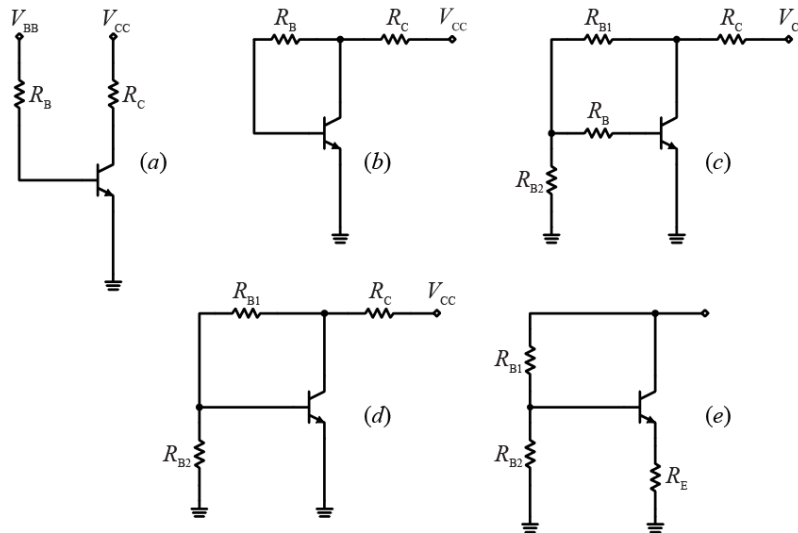 V_BB
V_CC
R_B
R_C
(a)
R_B
R_C
V_CC
(b)
R_B1
R_C
V_C
R_B
R_B2
(c)
R_B1
R_C
V_CC
R_B2
(d)
R_B1
R_B2
R_E
(e)